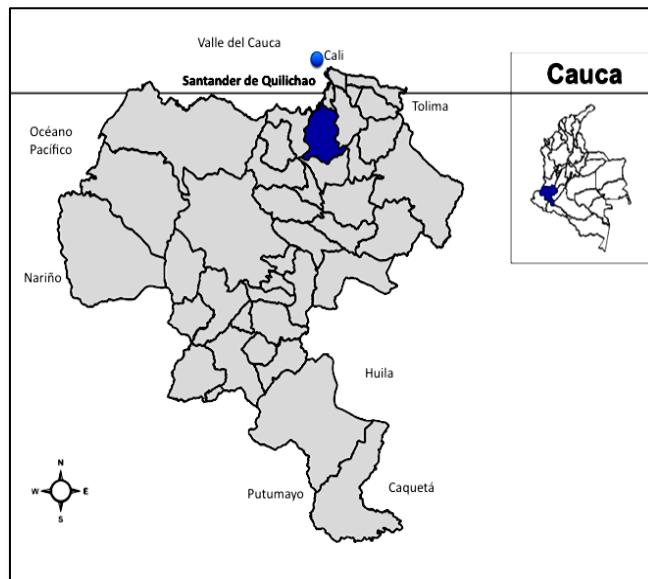 Valle del Cauca
Cali
Santander de Quilichao
Cauca
Tolima
Océano
Pacífico
Nariño
Huila
Caquetá
Putumayo
N
W
E
S